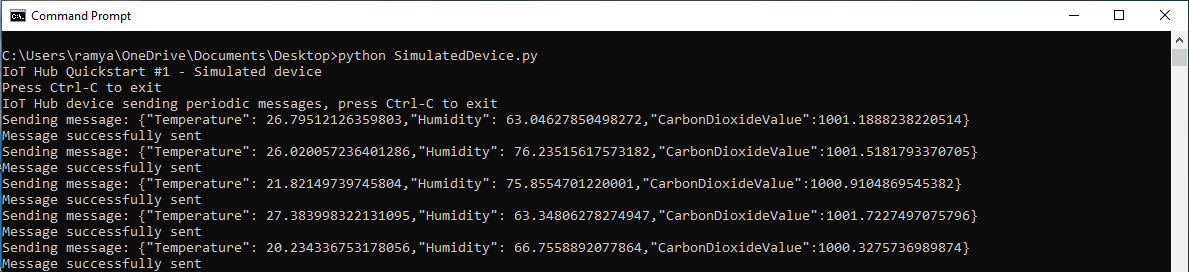 Command Prompt
C:\Users\ramya\OneDrive\Documents\Desktop>python SimulatedDevice.py
IoT Hub Quickstart #1 - Simulated device
Press Ctrl-C to exit
IoT Hub device sending periodic messages, press Ctrl-C to exit
Sending message: {"Temperature": 26.79512126359803,"Humidity": 63.04627850498272,"CarbonDioxideValue":1001.1888238220514}
Message successfully sent
Sending message: {"Temperature": 26.020057236401286,"Humidity": 76.23515617573182,"CarbonDioxideValue":1001.5181793370705}
Message successfully sent
Sending message: {"Temperature": 21.82149739745804,"Humidity": 75.8554701220001,"CarbonDioxideValue":1000.9104869545382}
Message successfully sent
Sending message: {"Temperature": 27.383998322131095,"Humidity": 63.34806278274947,"CarbonDioxideValue":1001.7227497075796}
Message successfully sent
Sending message: {"Temperature": 20.234336753178056,"Humidity": 66.7558892077864,"CarbonDioxideValue":1000.3275736989874}
Message successfully sent